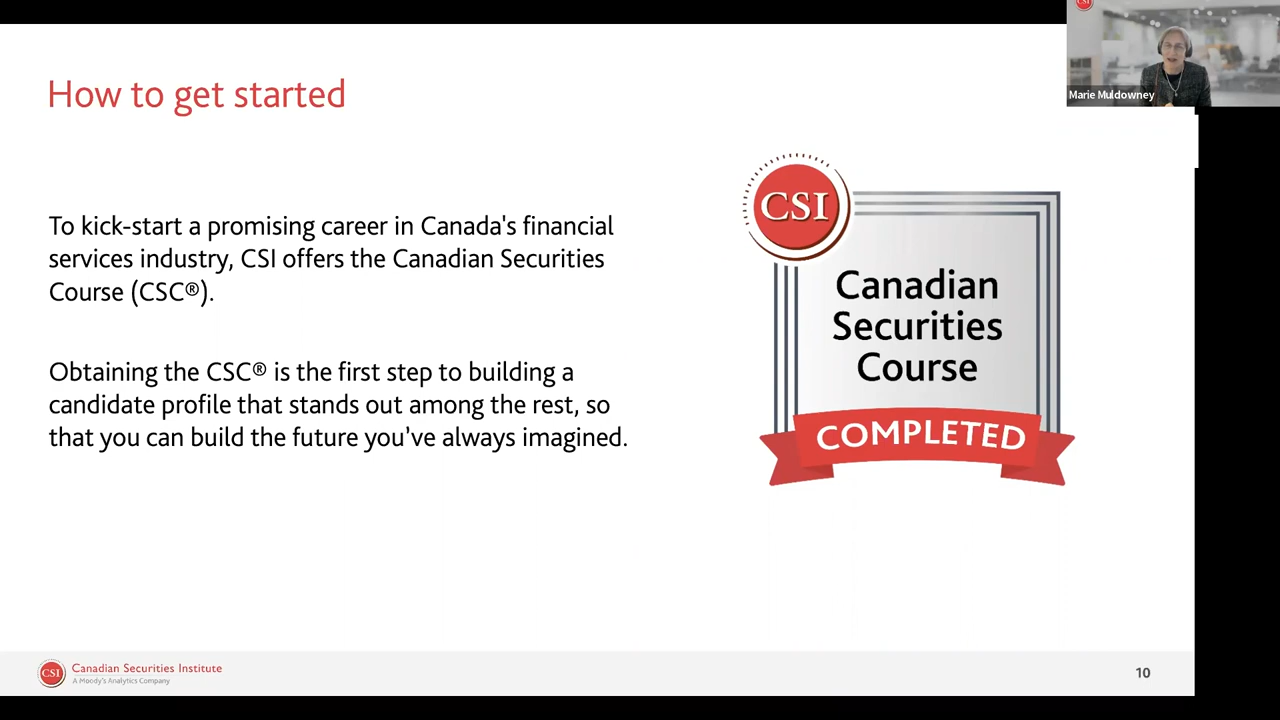 CSI
Marie Muldowney
How to get started
To kick-start a promising career in Canada's financial
services industry, CSI offers the Canadian Securities
Course (CSC®).
Obtaining the CSC® is the first step to building a
candidate profile that stands out among the rest, so
that you can build the future you've always imagined.
CSI
Canadian
Securities
Course
COMPLETED
CSI
Canadian Securities Institute
A Moody's Analytics Company
10